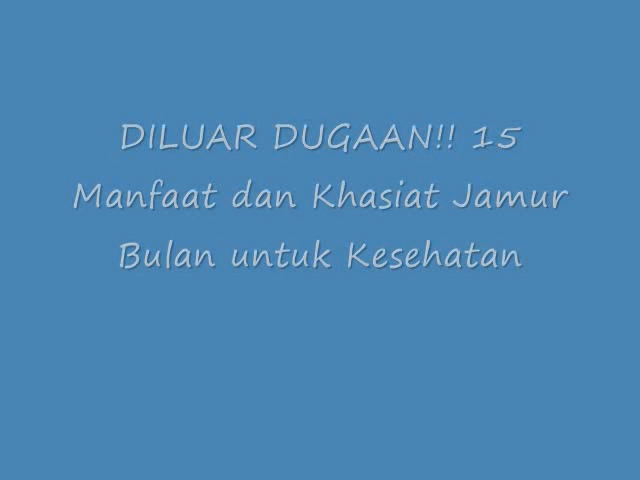 DILUAR DUGAAN!! 15
Manfaat dan Khasiat Jamur
Bulan untuk Kesehatan